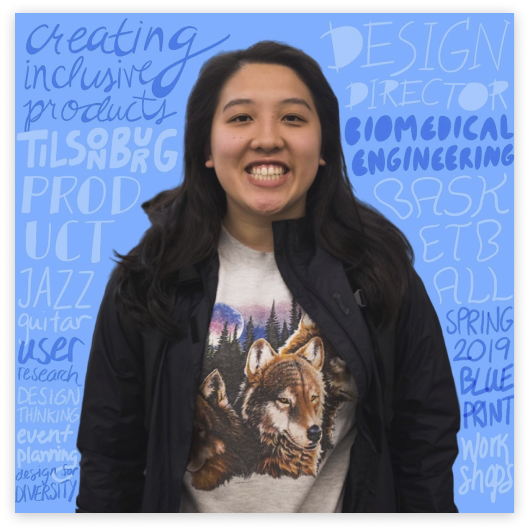 creating
inclusive
products
TILSONBURG
PROD
UCT
JAZZ
guitar
user
research
DESIGN
THINKING
event
planning
design for
DIVERSITY
DESIGN
DIRECTOR
BIOMEDICAL
ENGINEERING
BASK
ETB
ALL
SPRING
2019
BLUE
PRINT
work
shops